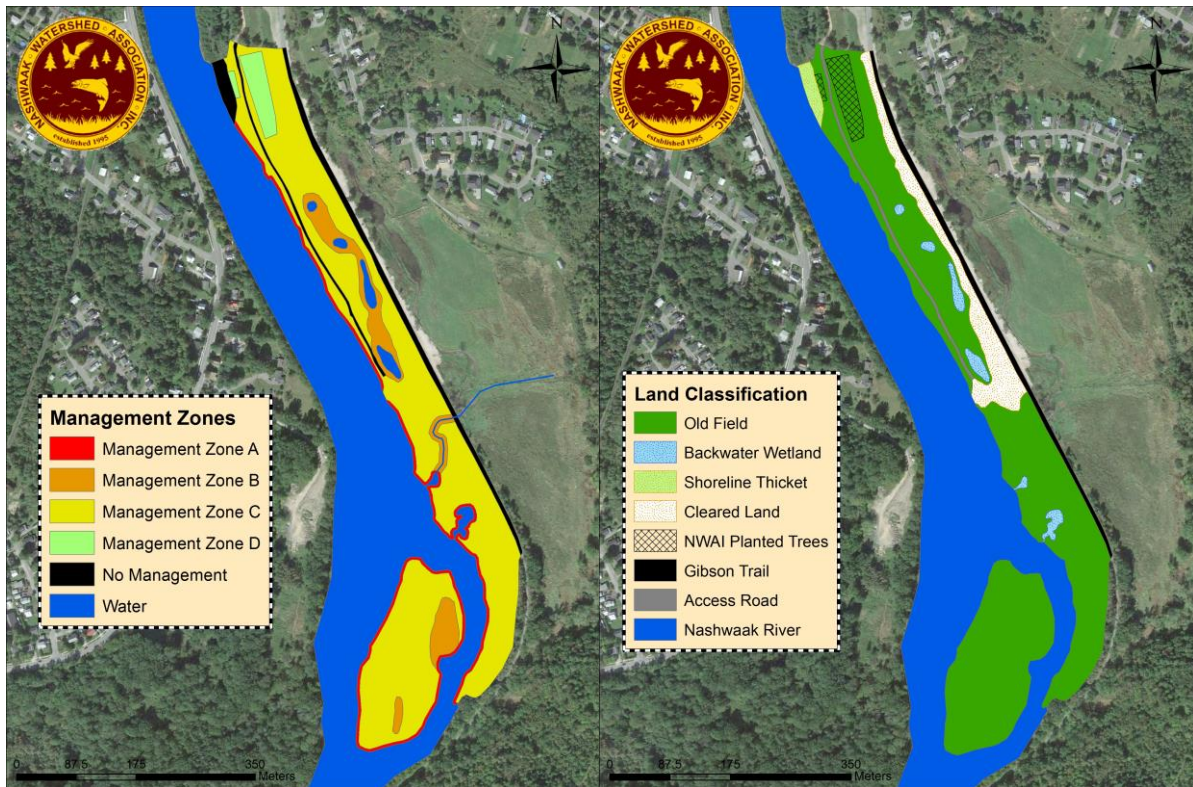 NASHWAAK WATERSHED ASSOCIATION INC.
established 1995
N
Management Zones
Management Zone A
Management Zone B
Management Zone C
Management Zone D
No Management
Water
0 87.5 175 350
Meters
NASHWAAK WATERSHED ASSOCIATION INC.
established 1995
N
Land Classification
Old Field
Backwater Wetland
Shoreline Thicket
Cleared Land
NWAI Planted Trees
Gibson Trail
Access Road
Nashwaak River
0 87.5 175 350
Meters